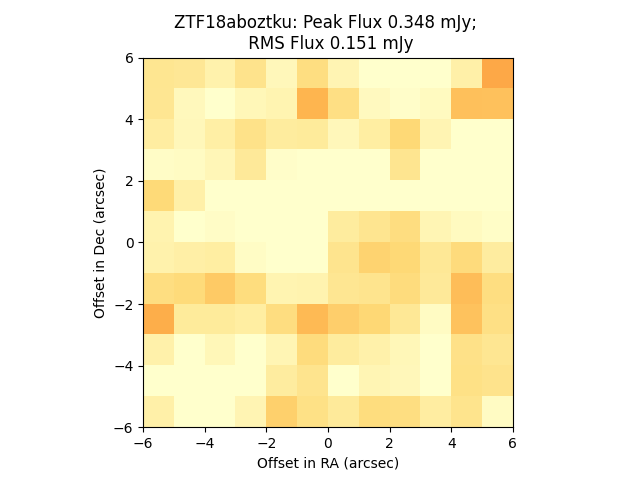 ZTF18aboztku: Peak Flux 0.348 mJy;
RMS Flux 0.151 mJy
6
4
2
0
−2
−4
−6
Offset in Dec (arcsec)
−6 −4 −2 0 2 4 6
Offset in RA (arcsec)